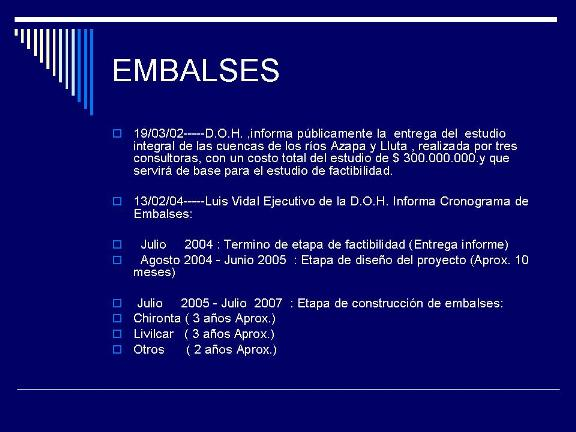 EMBALSES
19/03/02 -----D.O.H. ,informa públicamente la entrega del estudio
integral de las cuencas de los ríos Azapa y Lluta , realizada por tres
consultoras, con un costo total del estudio de $ 300.000.000.y que
servirá de base para el estudio de factibilidad.
13/02/04 -----Luis Vidal Ejecutivo de la D.O.H. Informa Cronograma de
Embalses:
Julio 2004 : Termino de etapa de factibilidad (Entrega informe)
Agosto 2004 - Junio 2005 : Etapa de diseño del proyecto (Aprox. 10
meses)
Julio 2005 - Julio 2007 : Etapa de construcción de embalses:
Chironta ( 3 años Aprox.)
Livilcar ( 3 años Aprox.)
Otros ( 2 años Aprox.)